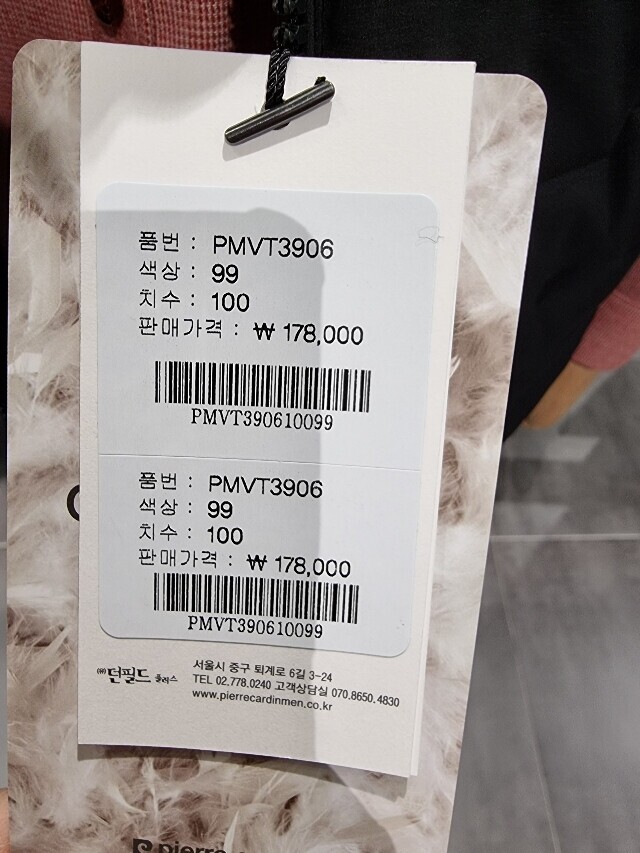 품번 : PMVT3906
색상 : 99
치수 : 100
판매가격 : ₩ 178,000
PMVT390610099
품번 : PMVT3906
색상 : 99
치수 : 100
판매가격 : ₩ 178,000
PMVT390610099
㈜던필드 플러스
서울시 중구 퇴계로 6길 3-24
TEL 02.778.0240 고객상담실 070.8650.4830
www.pierrecardinmen.co.kr
pierre